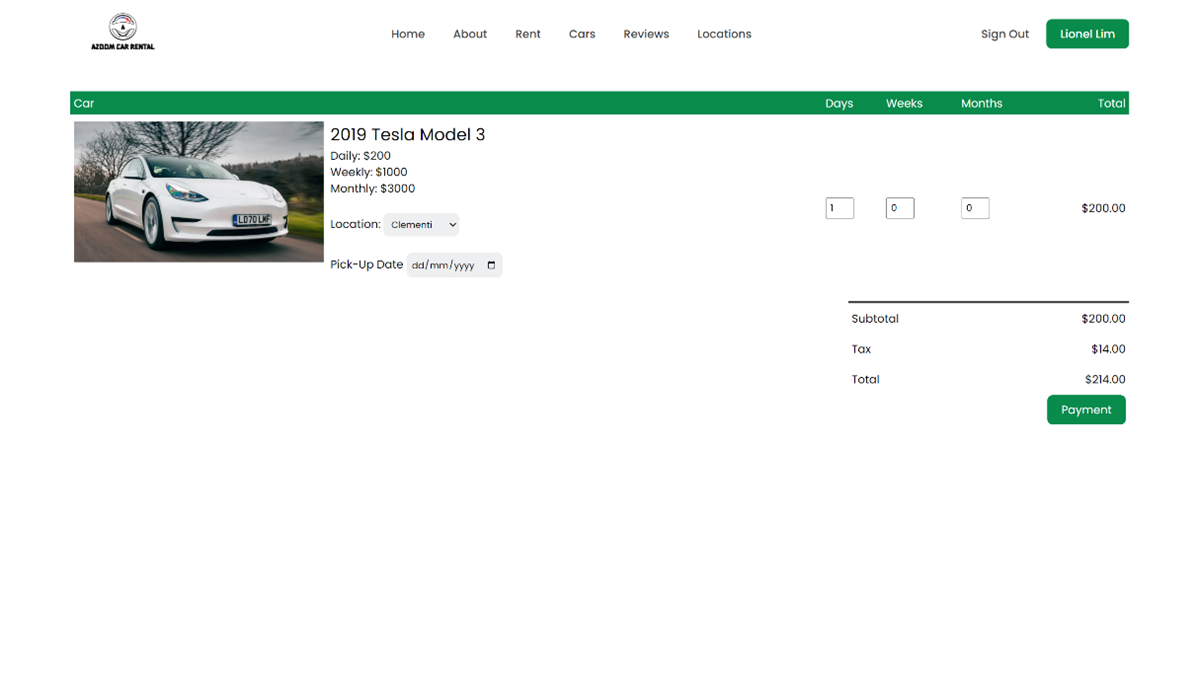 AZOOM CAR RENTAL
Home About Rent Cars Reviews Locations Sign Out Lionel Lim
Car Days Weeks Months Total
2019 Tesla Model 3
Daily: $200
Weekly: $1000
Monthly: $3000
LD70 LMF
1 0 0 $200.00
Location: Clementi
Pick-Up Date dd/mm/yyyy
Subtotal $200.00
Tax $14.00
Total $214.00
Payment